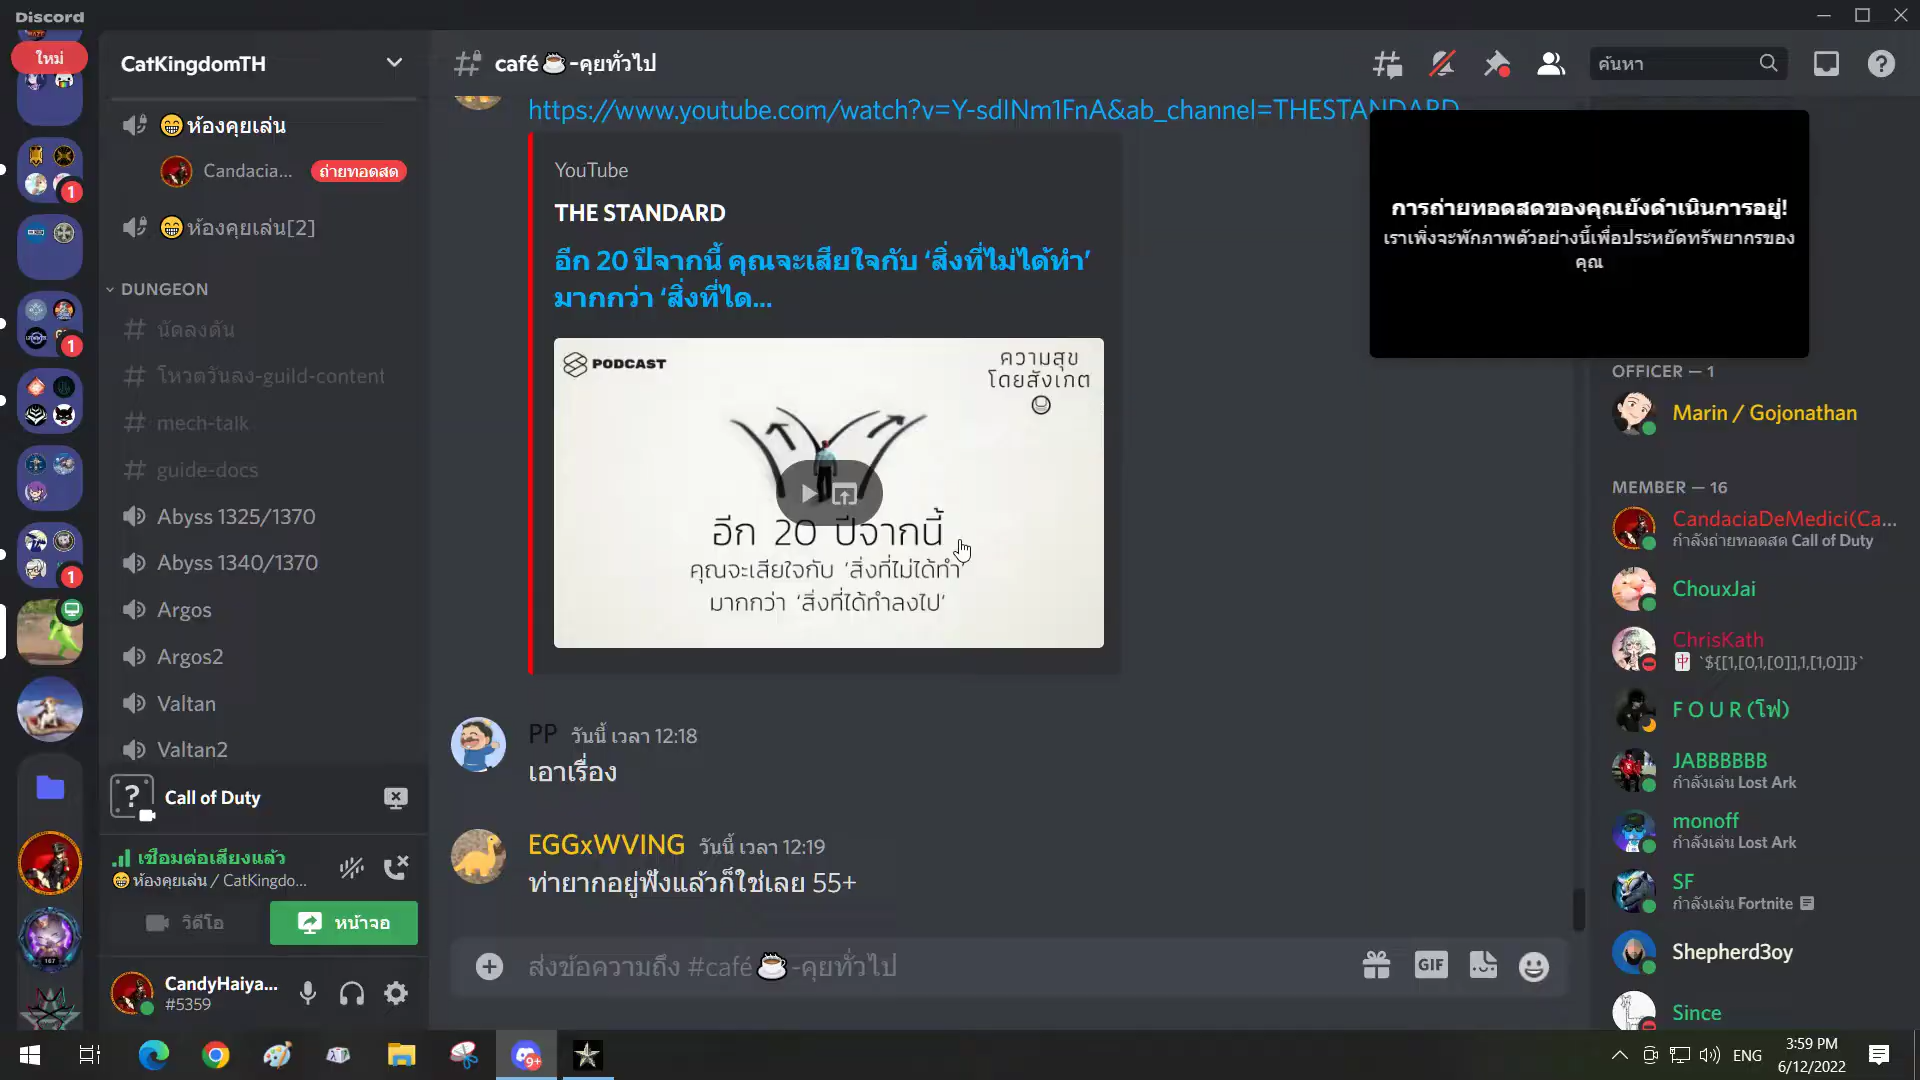 Discord
ใหม่
CatKingdomTH
café☕-คุยทั่วไป
ค้นหา
😁ห้องคุยเล่น
Candacia...
ถ่ายทอดสด
😁ห้องคุยเล่น[2]
DUNGEON
นัดลงดัน
โหวตวันลง-guild-content
mech-talk
guide-docs
Abyss 1325/1370
Abyss 1340/1370
Argos
Argos2
Valtan
Valtan2
Call of Duty
เชื่อมต่อเสียงแล้ว
😁ห้องคุยเล่น / CatKingdo...
วิดีโอ
หน้าจอ
CandyHaiya...
#5359
1
1
1
167
https://www.youtube.com/watch?v=Y-sdINm1FnA&ab_channel=THESTANDARD
YouTube
THE STANDARD
อีก 20 ปีจากนี้ คุณจะเสียใจกับ ‘สิ่งที่ไม่ได้ทำ’
มากกว่า ‘สิ่งที่ได...
PODCAST
ความสุข
โดยสังเกต
อีก 20 ปีจากนี้
คุณจะเสียใจกับ ‘สิ่งที่ไม่ได้ทำ’
มากกว่า ‘สิ่งที่ได้ทำลงไป’
PP วันนี้ เวลา 12:18
เอาเรื่อง
EGGxWVING วันนี้ เวลา 12:19
ท่ายากอยู่ฟังแล้วก็ใช่เลย 55+
ส่งข้อความถึง #café☕-คุยทั่วไป
GIF
การถ่ายทอดสดของคุณยังดำเนินการอยู่!
เราเพิ่งจะพักภาพตัวอย่างนี้เพื่อประหยัดทรัพยากรของ
คุณ
OFFICER — 1
Marin / Gojonathan
MEMBER — 16
CandaciaDeMedici(Ca...
กำลังถ่ายทอดสด Call of Duty
ChouxJai
ChrisKath
🀄 `${[1,[0,1,[0]],1,[1,0]]}`
F O U R (โฟ)
JABBBBBB
กำลังเล่น Lost Ark
monoff
กำลังเล่น Lost Ark
SF
กำลังเล่น Fortnite
Shepherd3oy
Since
9+
ENG
3:59 PM
6/12/2022